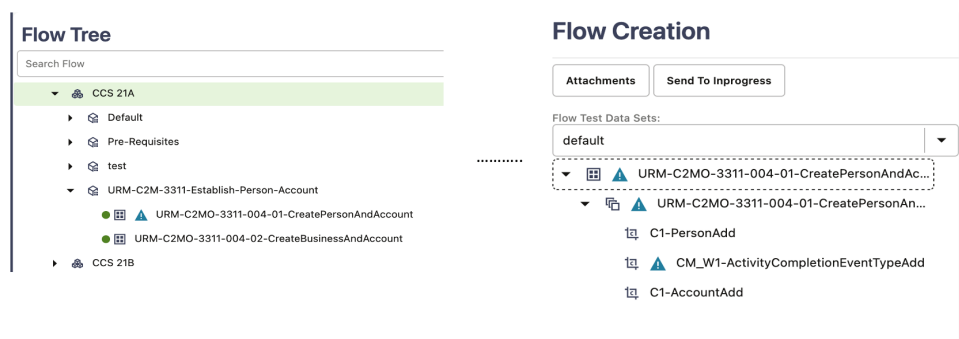 Flow Tree
Search Flow
CCS 21A
Default
Pre-Requisites
test
URM-C2M-3311-Establish-Person-Account
URM-C2MO-3311-004-01-CreatePersonAndAccount
URM-C2MO-3311-004-02-CreateBusinessAndAccount
CCS 21B
...........
Flow Creation
Attachments
Send To Inprogress
Flow Test Data Sets:
default
URM-C2MO-3311-004-01-CreatePersonAndAc...
URM-C2MO-3311-004-01-CreatePersonAn...
C1-PersonAdd
CM_W1-ActivityCompletionEventTypeAdd
C1-AccountAdd